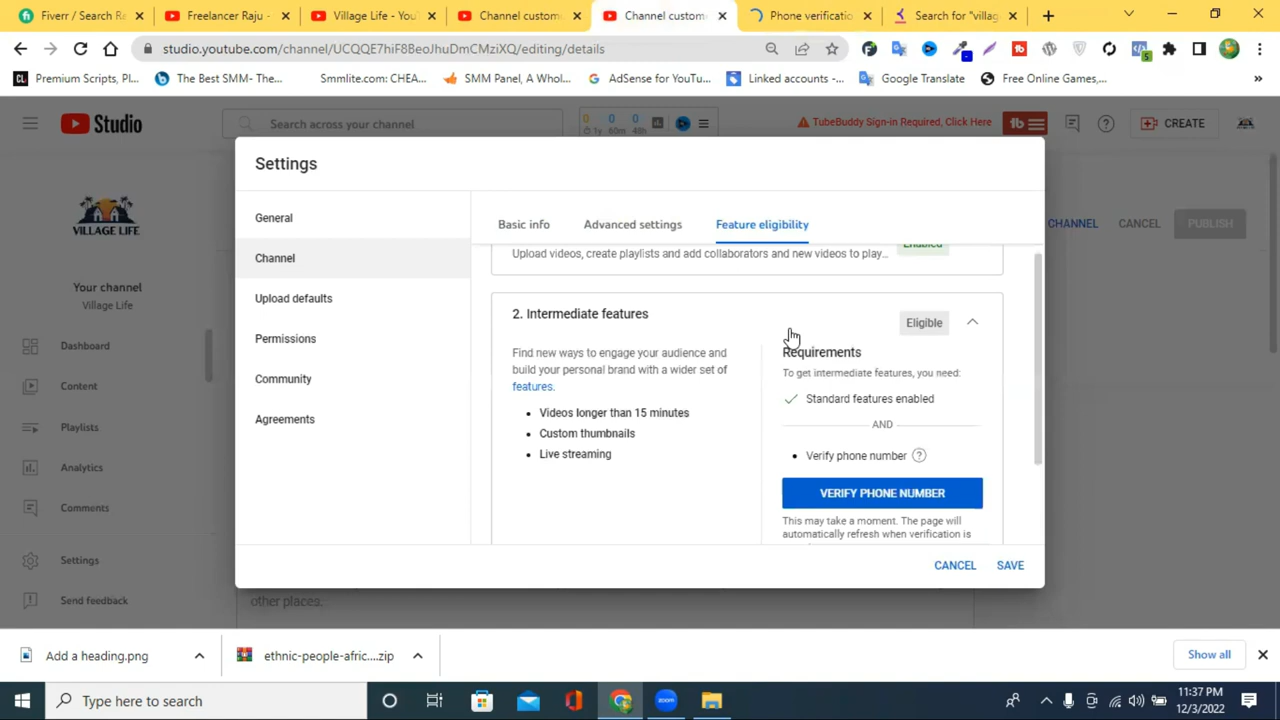 Fiverr / Search Ra
Freelancer Raju -
Village Life - You
Channel custom
Channel custom
Phone verificatio
Search for "villag
studio.youtube.com/channel/UCQQE7hiF8BeoJhuDmCMziXQ/editing/details
Premium Scripts, Pl...
The Best SMM- The...
Smmlite.com: CHEA...
SMM Panel, A Whol...
AdSense for YouTu...
Linked accounts -...
Google Translate
Free Online Games,...
»
Studio
Search across your channel
0 0 0
1y 60m 48h
TubeBuddy Sign-in Required, Click Here
CREATE
Settings
VILLAGE LIFE
General
Basic info
Advanced settings
Feature eligibility
CHANNEL
CANCEL
PUBLISH
Enabled
Upload videos, create playlists and add collaborators and new videos to play...
Channel
Your channel
Village Life
Upload defaults
2. Intermediate features
Eligible
Permissions
Dashboard
Find new ways to engage your audience and
build your personal brand with a wider set of
features.
Requirements
To get intermediate features, you need:
Content
Community
Videos longer than 15 minutes
Custom thumbnails
Live streaming
Standard features enabled
AND
Verify phone number
VERIFY PHONE NUMBER
This may take a moment. The page will
automatically refresh when verification is
Playlists
Agreements
Analytics
Comments
Settings
CANCEL
SAVE
Send feedback
other places.
Add a heading.png
ethnic-people-afric....zip
Show all
Type here to search
11:37 PM
12/3/2022